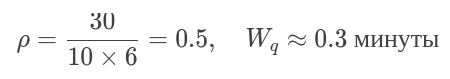 ρ = 30 / (10 × 6) = 0.5, W_q ≈ 0.3 минуты